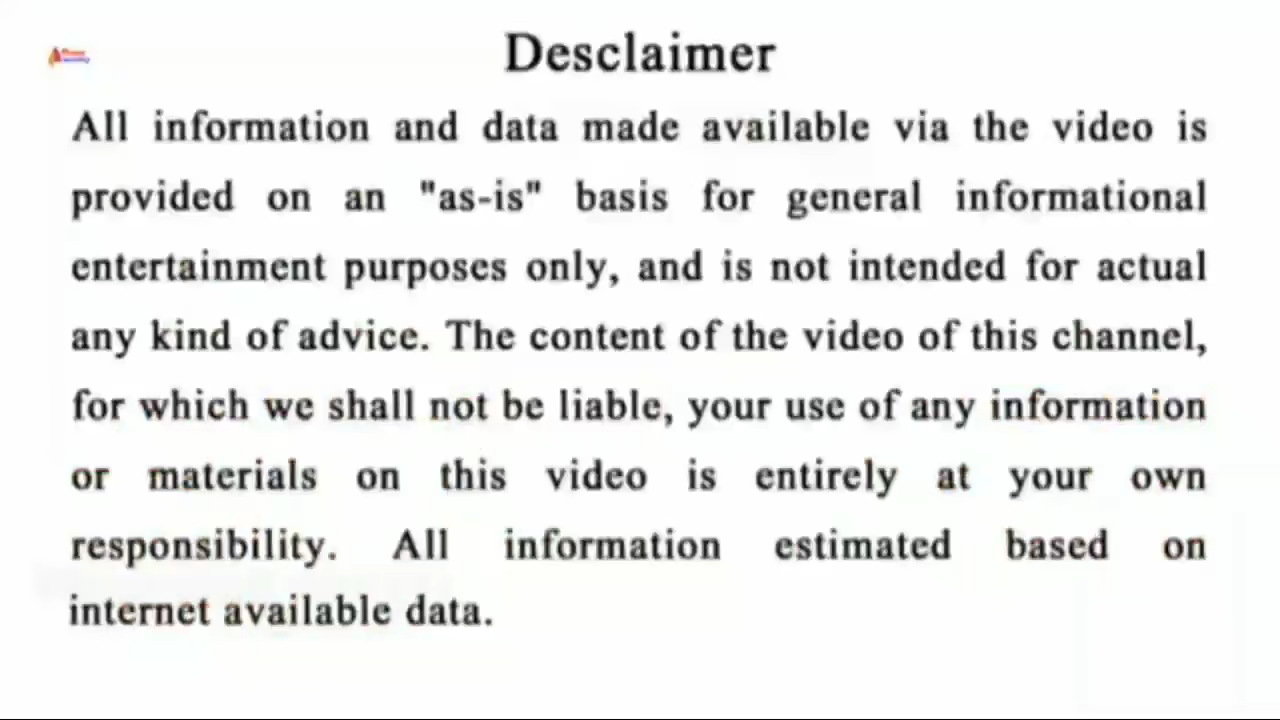 Desclaimer
All information and data made available via the video is
provided on an "as-is" basis for general informational
entertainment purposes only, and is not intended for actual
any kind of advice. The content of the video of this channel,
for which we shall not be liable, your use of any information
or materials on this video is entirely at your own
responsibility. All information estimated based on
internet available data.